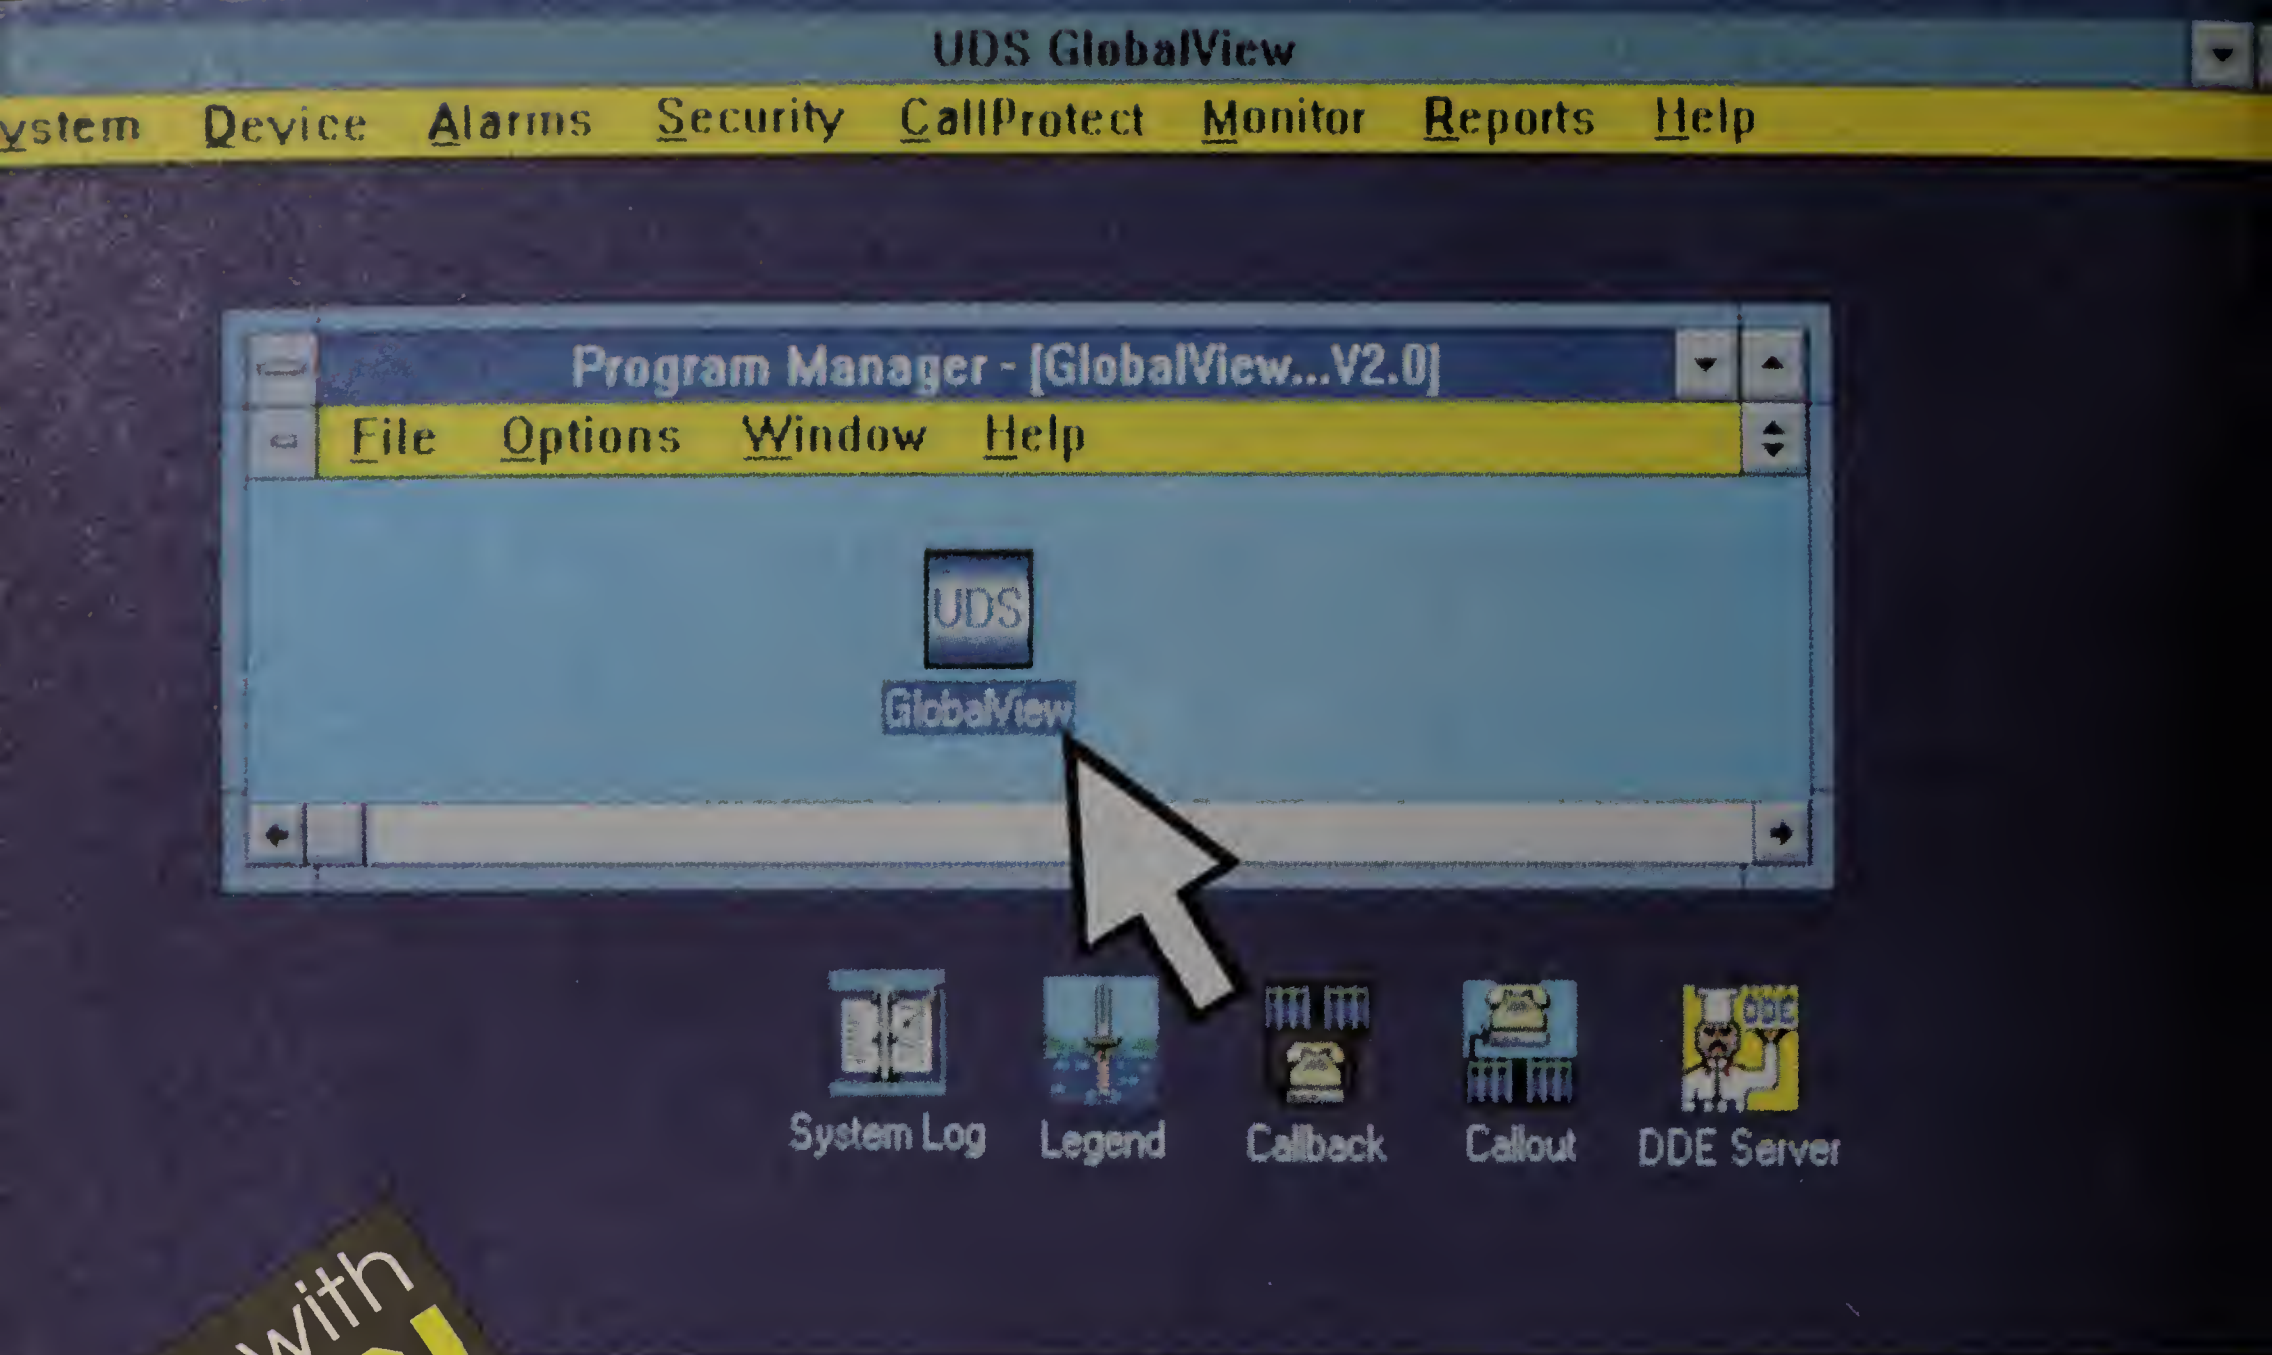 UDS GlobalView
ystem Device Alarms Security CallProtect Monitor Reports Help
Program Manager - [GlobalView...V2.0]
File Options Window Help
UDS
GlobalView
DDE
System Log Legend Callback Callout DDE Server
with